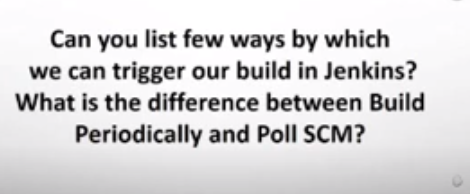 Can you list few ways by which
we can trigger our build in Jenkins?
What is the difference between Build
Periodically and Poll SCM?